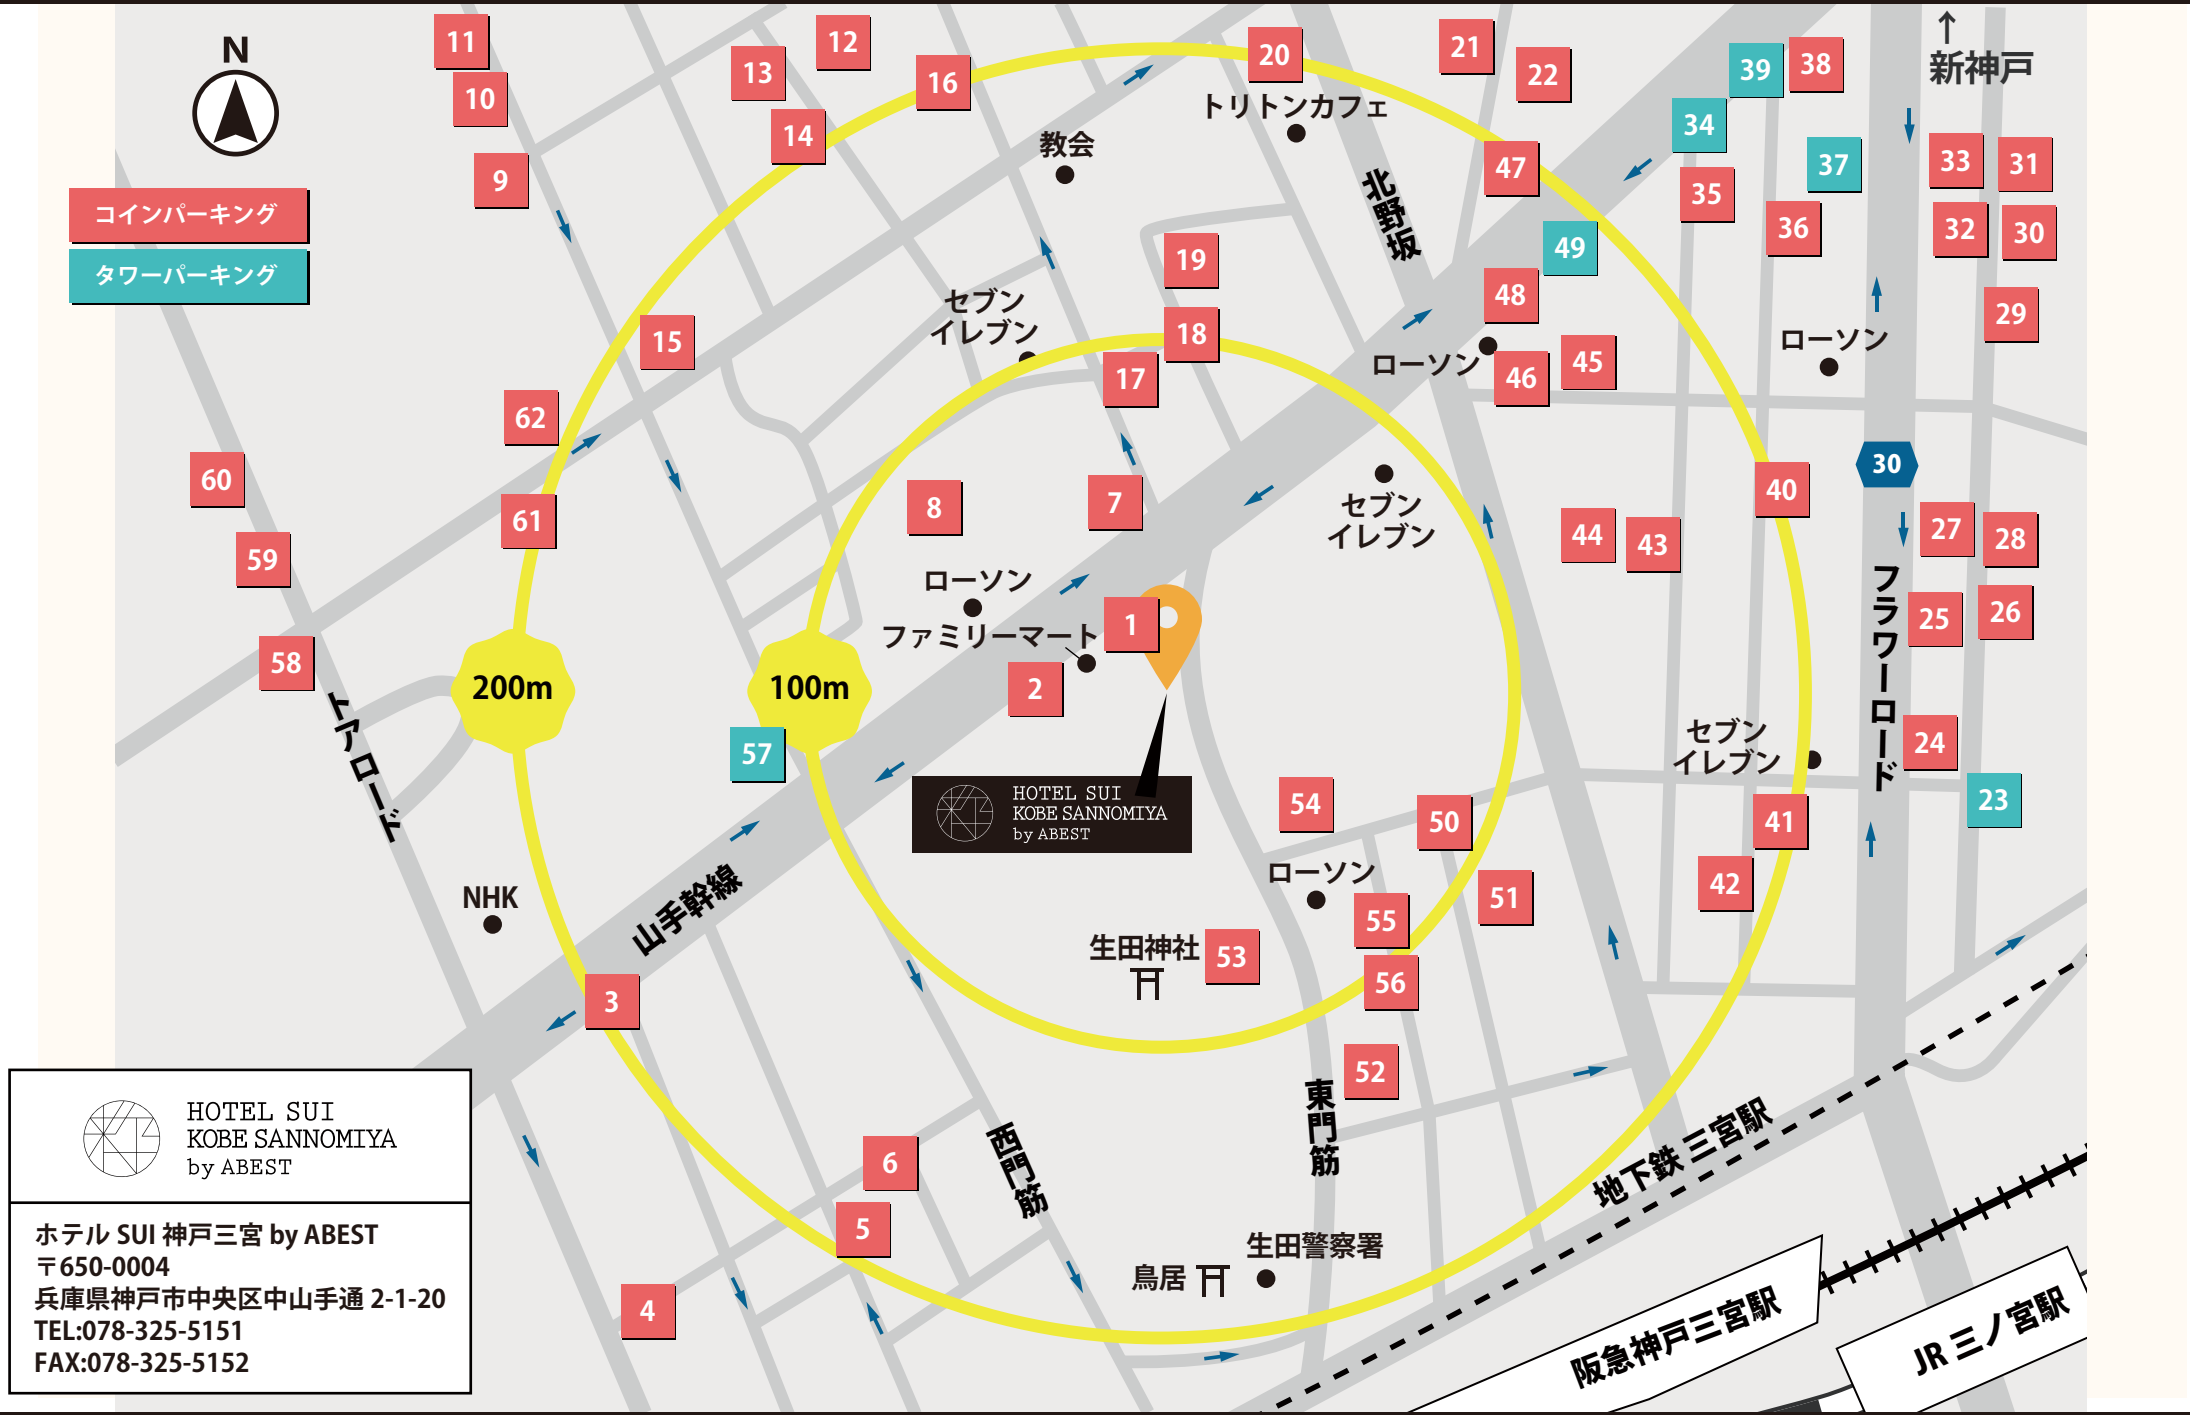 N
コインパーキング
タワーパーキング
11
10
9
12
13
14
16
20
トリトンカフェ
教会
北野坂
21
22
39
38
↑
新神戸
34
37
33
31
47
35
36
32
30
49
19
48
29
セブン
イレブン
18
17
ローソン
46
45
ローソン
15
62
60
61
59
58
8
7
セブン
イレブン
44
43
40
30
27
28
25
26
フラワーロード
ローソン
ファミリーマート
1
2
200m
100m
57
トアロード
HOTEL SUI
KOBE SANNOMIYA
by ABEST
セブン
イレブン
24
23
54
50
41
42
ローソン
51
55
56
生田神社
53
52
NHK
山手幹線
3
東門筋
西門筋
6
5
4
生田警察署
鳥居
地下鉄 三宮駅
阪急神戸三宮駅
JR 三ノ宮駅
HOTEL SUI
KOBE SANNOMIYA
by ABEST
ホテル SUI 神戸三宮 by ABEST
〒650-0004
兵庫県神戸市中央区中山手通 2-1-20
TEL:078-325-5151
FAX:078-325-5152